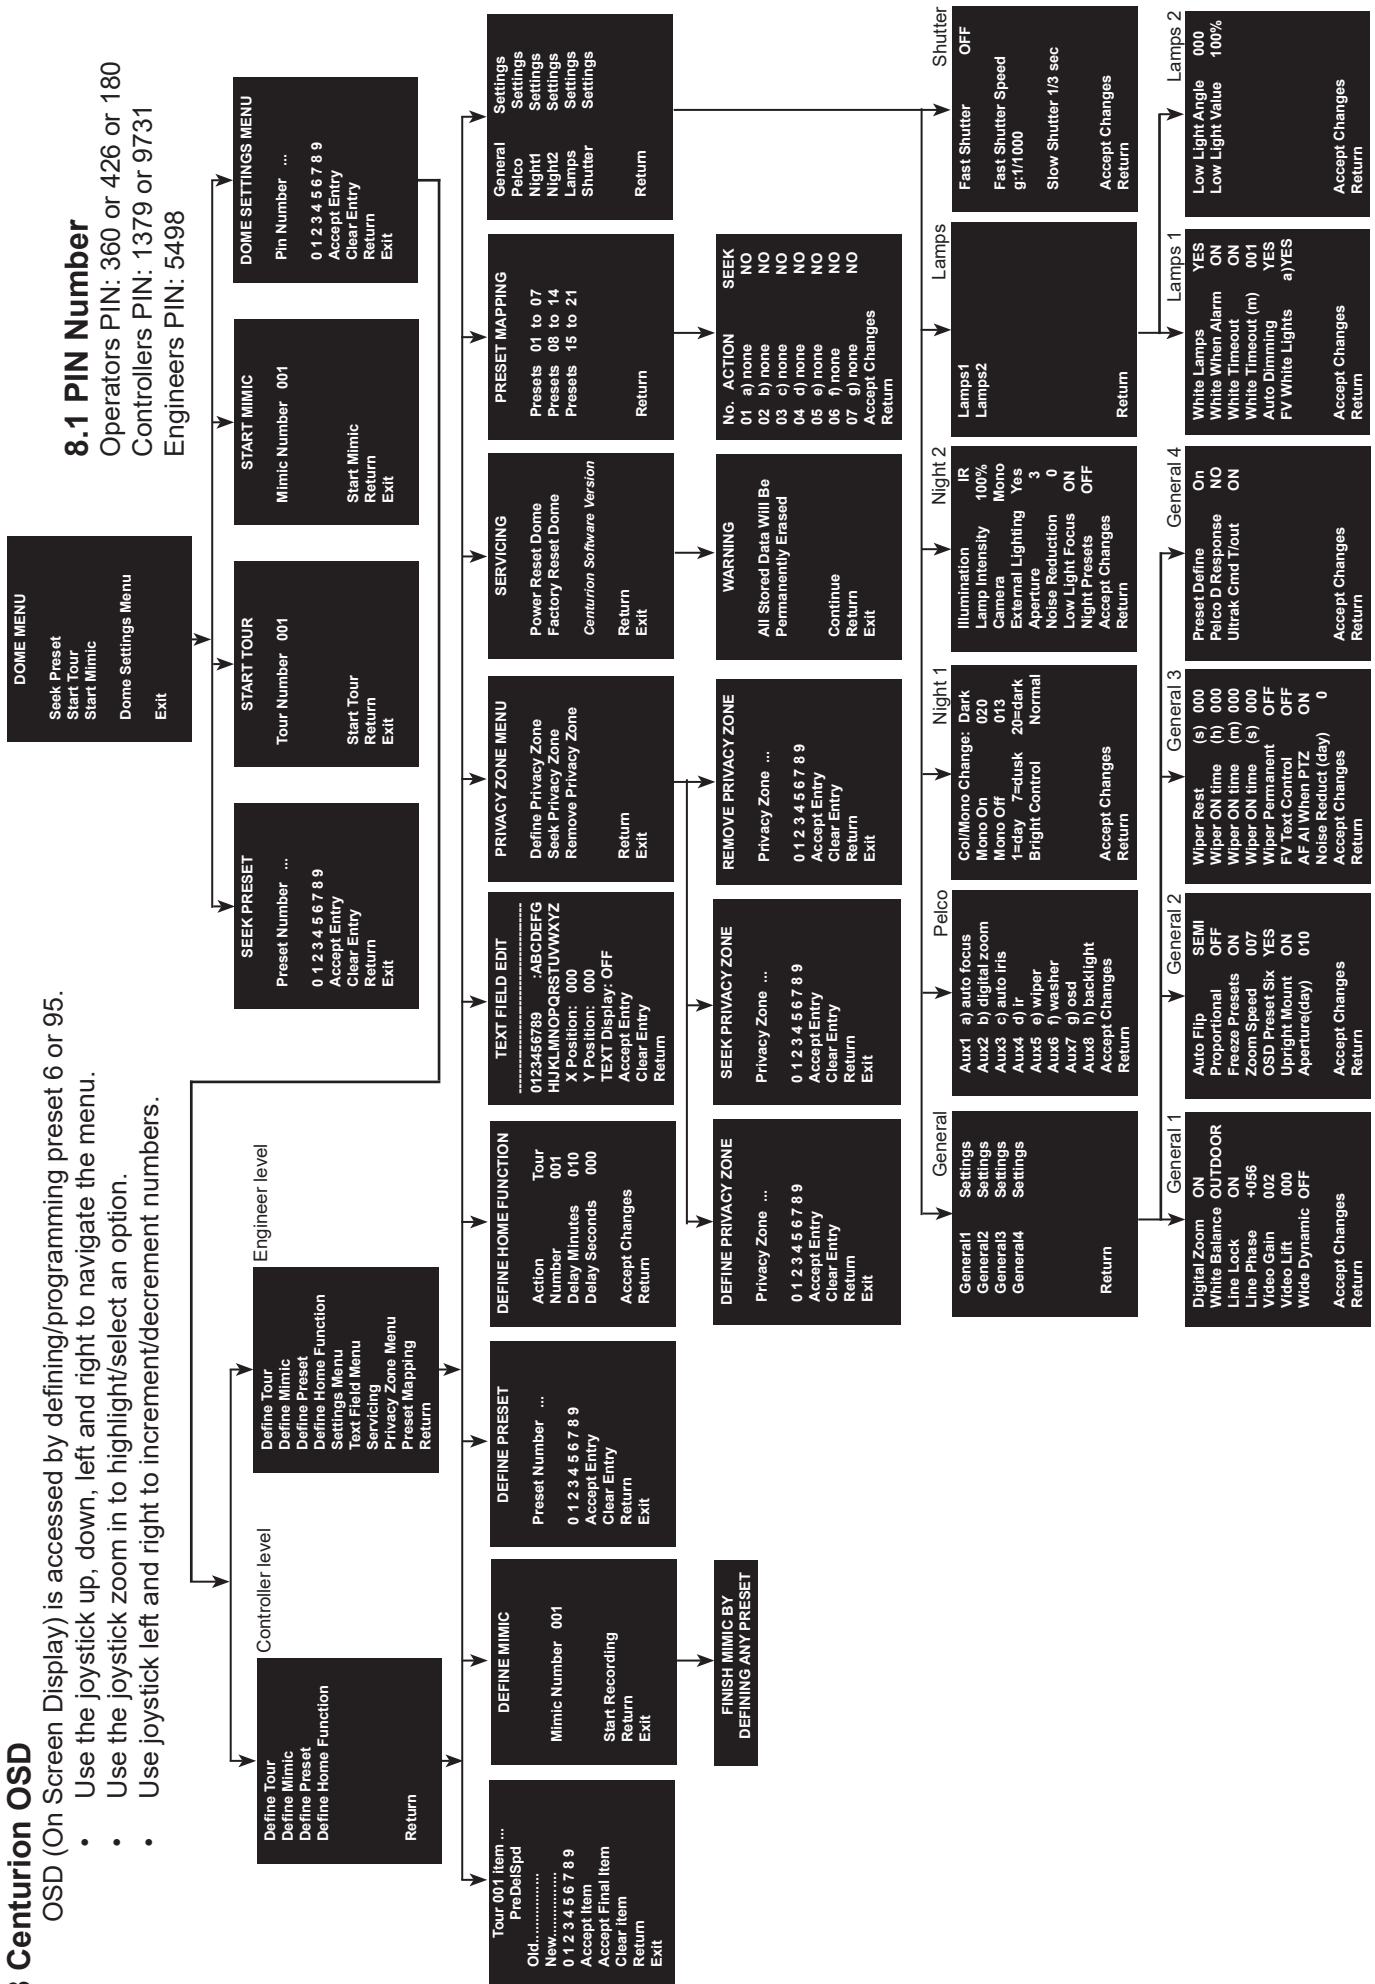 8 Centurion OSD
OSD (On Screen Display) is accessed by defining/programming preset 6 or 95.
• Use the joystick up, down, left and right to navigate the menu.
• Use the joystick zoom in to highlight/select an option.
• Use joystick left and right to increment/decrement numbers.
8.1 PIN Number
Operators PIN: 360 or 426 or 180
Controllers PIN: 1379 or 9731
Engineers PIN: 5498
DOME MENU
Seek Preset
Start Tour
Start Mimic
Dome Settings Menu
Exit
SEEK PRESET
Preset Number ...
0 1 2 3 4 5 6 7 8 9
Accept Entry
Clear Entry
Return
Exit
START TOUR
Tour Number 001
Start Tour
Return
Exit
START MIMIC
Mimic Number 001
Start Mimic
Return
Exit
DOME SETTINGS MENU
Pin Number ...
0 1 2 3 4 5 6 7 8 9
Accept Entry
Clear Entry
Return
Exit
Controller level
Define Tour
Define Mimic
Define Preset
Define Home Function
Return
Engineer level
Define Tour
Define Mimic
Define Preset
Define Home Function
Settings Menu
Text Field Menu
Servicing
Privacy Zone Menu
Preset Mapping
Return
Tour 001 item ...
PreDelSpd
Old.................
New.................
0 1 2 3 4 5 6 7 8 9
Accept Item
Accept Final Item
Clear item
Return
Exit
DEFINE MIMIC
Mimic Number 001
Start Recording
Return
Exit
FINISH MIMIC BY
DEFINING ANY PRESET
DEFINE PRESET
Preset Number ...
0 1 2 3 4 5 6 7 8 9
Accept Entry
Clear Entry
Return
Exit
DEFINE HOME FUNCTION
Action Tour
Number 001
Delay Minutes 010
Delay Seconds 000
Accept Changes
Return
TEXT FIELD EDIT
------------------------------
0123456789 :ABCDEFG
HIJKLMNOPQRSTUVWXYZ
X Position: 000
Y Position: 000
TEXT Display: OFF
Accept Entry
Clear Entry
Return
PRIVACY ZONE MENU
Define Privacy Zone
Seek Privacy Zone
Remove Privacy Zone
Return
Exit
SERVICING
Power Reset Dome
Factory Reset Dome
Centurion Software Version
Return
Exit
PRESET MAPPING
Presets 01 to 07
Presets 08 to 14
Presets 15 to 21
Return
General Settings
Pelco Settings
Night1 Settings
Night2 Settings
Lamps Settings
Shutter Settings
Return
DEFINE PRIVACY ZONE
Privacy Zone ...
0 1 2 3 4 5 6 7 8 9
Accept Entry
Clear Entry
Return
Exit
SEEK PRIVACY ZONE
Privacy Zone ...
0 1 2 3 4 5 6 7 8 9
Accept Entry
Clear Entry
Return
Exit
REMOVE PRIVACY ZONE
Privacy Zone ...
0 1 2 3 4 5 6 7 8 9
Accept Entry
Clear Entry
Return
Exit
WARNING
All Stored Data Will Be
Permanently Erased
Continue
Return
Exit
No. ACTION SEEK
01 a) none NO
02 b) none NO
03 c) none NO
04 d) none NO
05 e) none NO
06 f) none NO
07 g) none NO
Accept Changes
Return
General
General1 Settings
General2 Settings
General3 Settings
General4 Settings
Return
Pelco
Aux1 a) auto focus
Aux2 b) digital zoom
Aux3 c) auto iris
Aux4 d) ir
Aux5 e) wiper
Aux6 f) washer
Aux7 g) osd
Aux8 h) backlight
Accept Changes
Return
Night 1
Col/Mono Change: Dark
Mono On 020
Mono Off 013
1=day 7=dusk 20=dark
Bright Control Normal
Accept Changes
Return
Night 2
Illumination IR
Lamp Intensity 100%
Camera Mono
External Lighting Yes
Aperture 3
Noise Reduction 0
Low Light Focus ON
Night Presets OFF
Accept Changes
Return
Lamps
Lamps1
Lamps2
Return
Shutter
Fast Shutter OFF
Fast Shutter Speed
g:1/1000
Slow Shutter 1/3 sec
Accept Changes
Return
General 1
Digital Zoom ON
White Balance OUTDOOR
Line Lock ON
Line Phase +056
Video Gain 002
Video Lift 000
Wide Dynamic OFF
Accept Changes
Return
General 2
Auto Flip SEMI
Proportional OFF
Freeze Presets ON
Zoom Speed 007
OSD Preset Six YES
Upright Mount ON
Aperture(day) 010
Accept Changes
Return
General 3
Wiper Rest (s) 000
Wiper ON time (h) 000
Wiper ON time (m) 000
Wiper ON time (s) 000
Wiper Permanent OFF
FV Text Control OFF
AF AI When PTZ ON
Noise Reduct (day) 0
Accept Changes
Return
General 4
Preset Define On
Pelco D Response NO
Ultrak Cmd T/out ON
Accept Changes
Return
Lamps 1
White Lamps YES
White When Alarm ON
White Timeout ON
White Timeout (m) 001
Auto Dimming YES
FV White Lights a)YES
Accept Changes
Return
Lamps 2
Low Light Angle 000
Low Light Value 100%
Accept Changes
Return